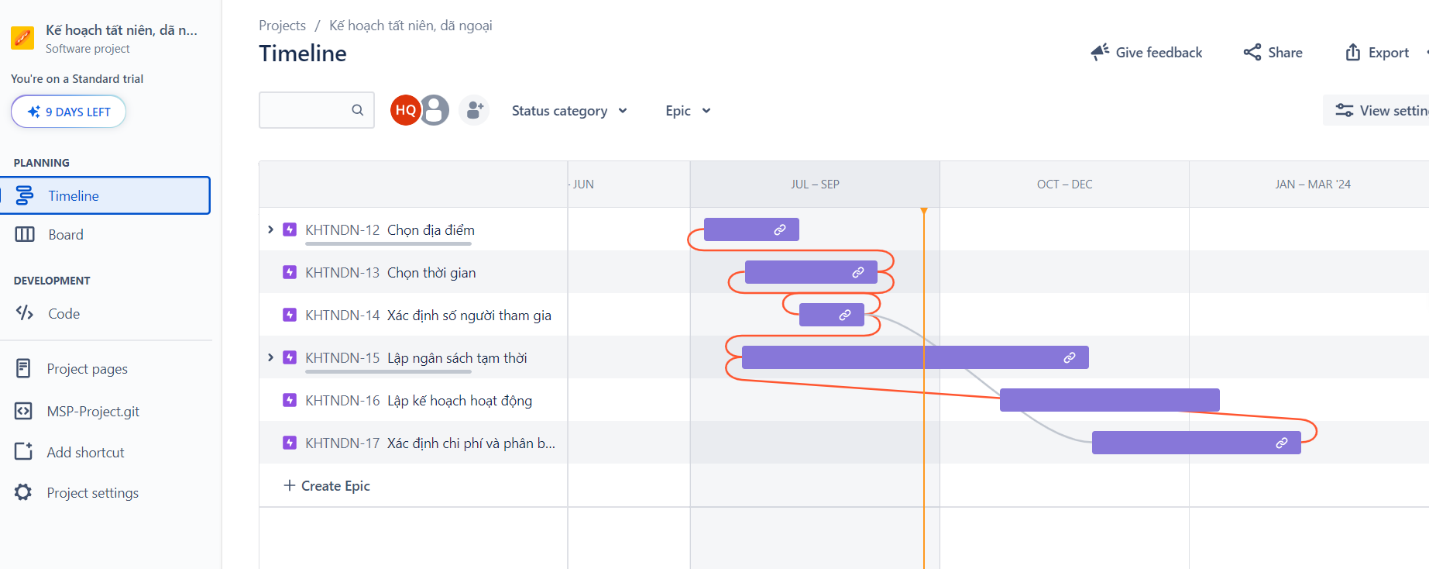 Kế hoạch tất niên, dã n...
Software project
You're on a Standard trial
9 DAYS LEFT
PLANNING
Timeline
Board
DEVELOPMENT
Code
Project pages
MSP-Project.git
Add shortcut
Project settings
Projects / Kế hoạch tất niên, dã ngoại
Timeline
Give feedback
Share
Export
HQ
Status category
Epic
View settin
- JUN
JUL – SEP
OCT – DEC
JAN – MAR '24
KHTNDN-12 Chọn địa điểm
KHTNDN-13 Chọn thời gian
KHTNDN-14 Xác định số người tham gia
KHTNDN-15 Lập ngân sách tạm thời
KHTNDN-16 Lập kế hoạch hoạt động
KHTNDN-17 Xác định chi phí và phân b...
+ Create Epic